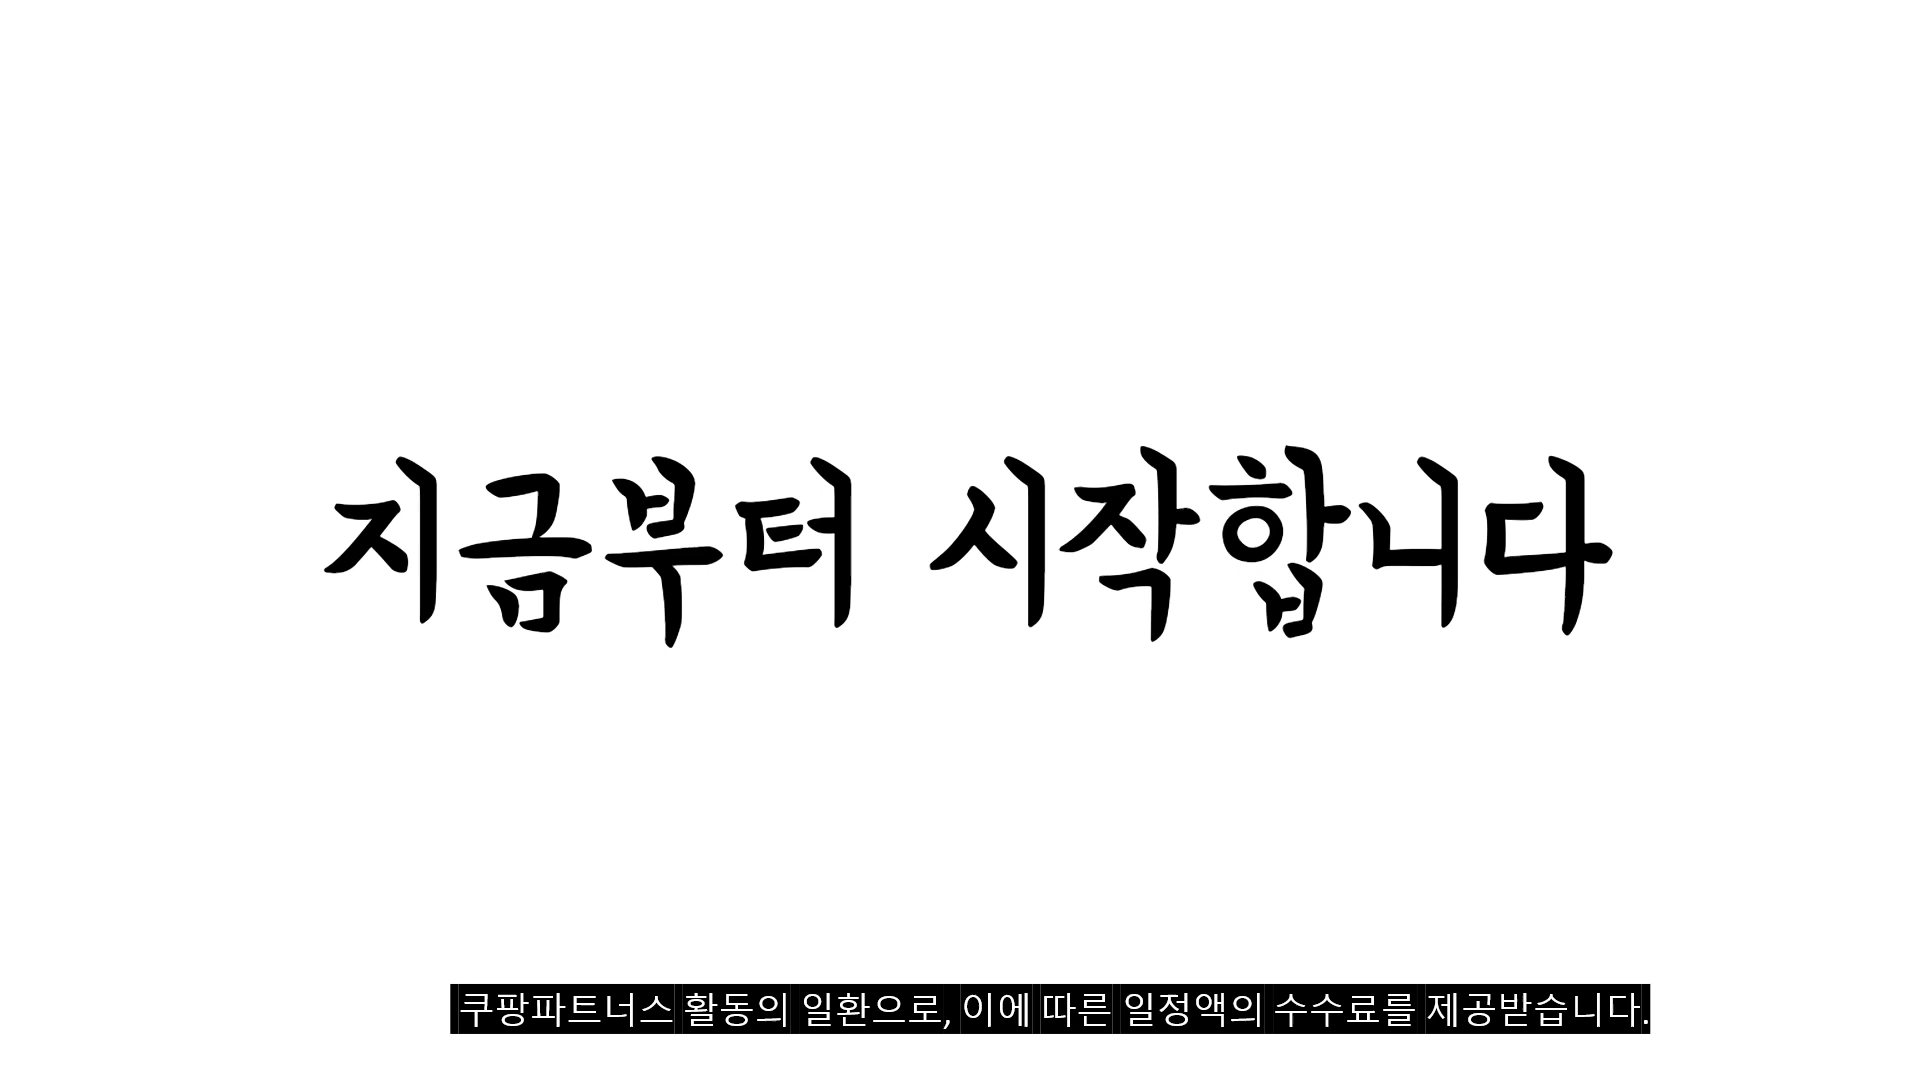 지금부터 시작합니다
쿠팡파트너스 활동의 일환으로, 이에 따른 일정액의 수수료를 제공받습니다.